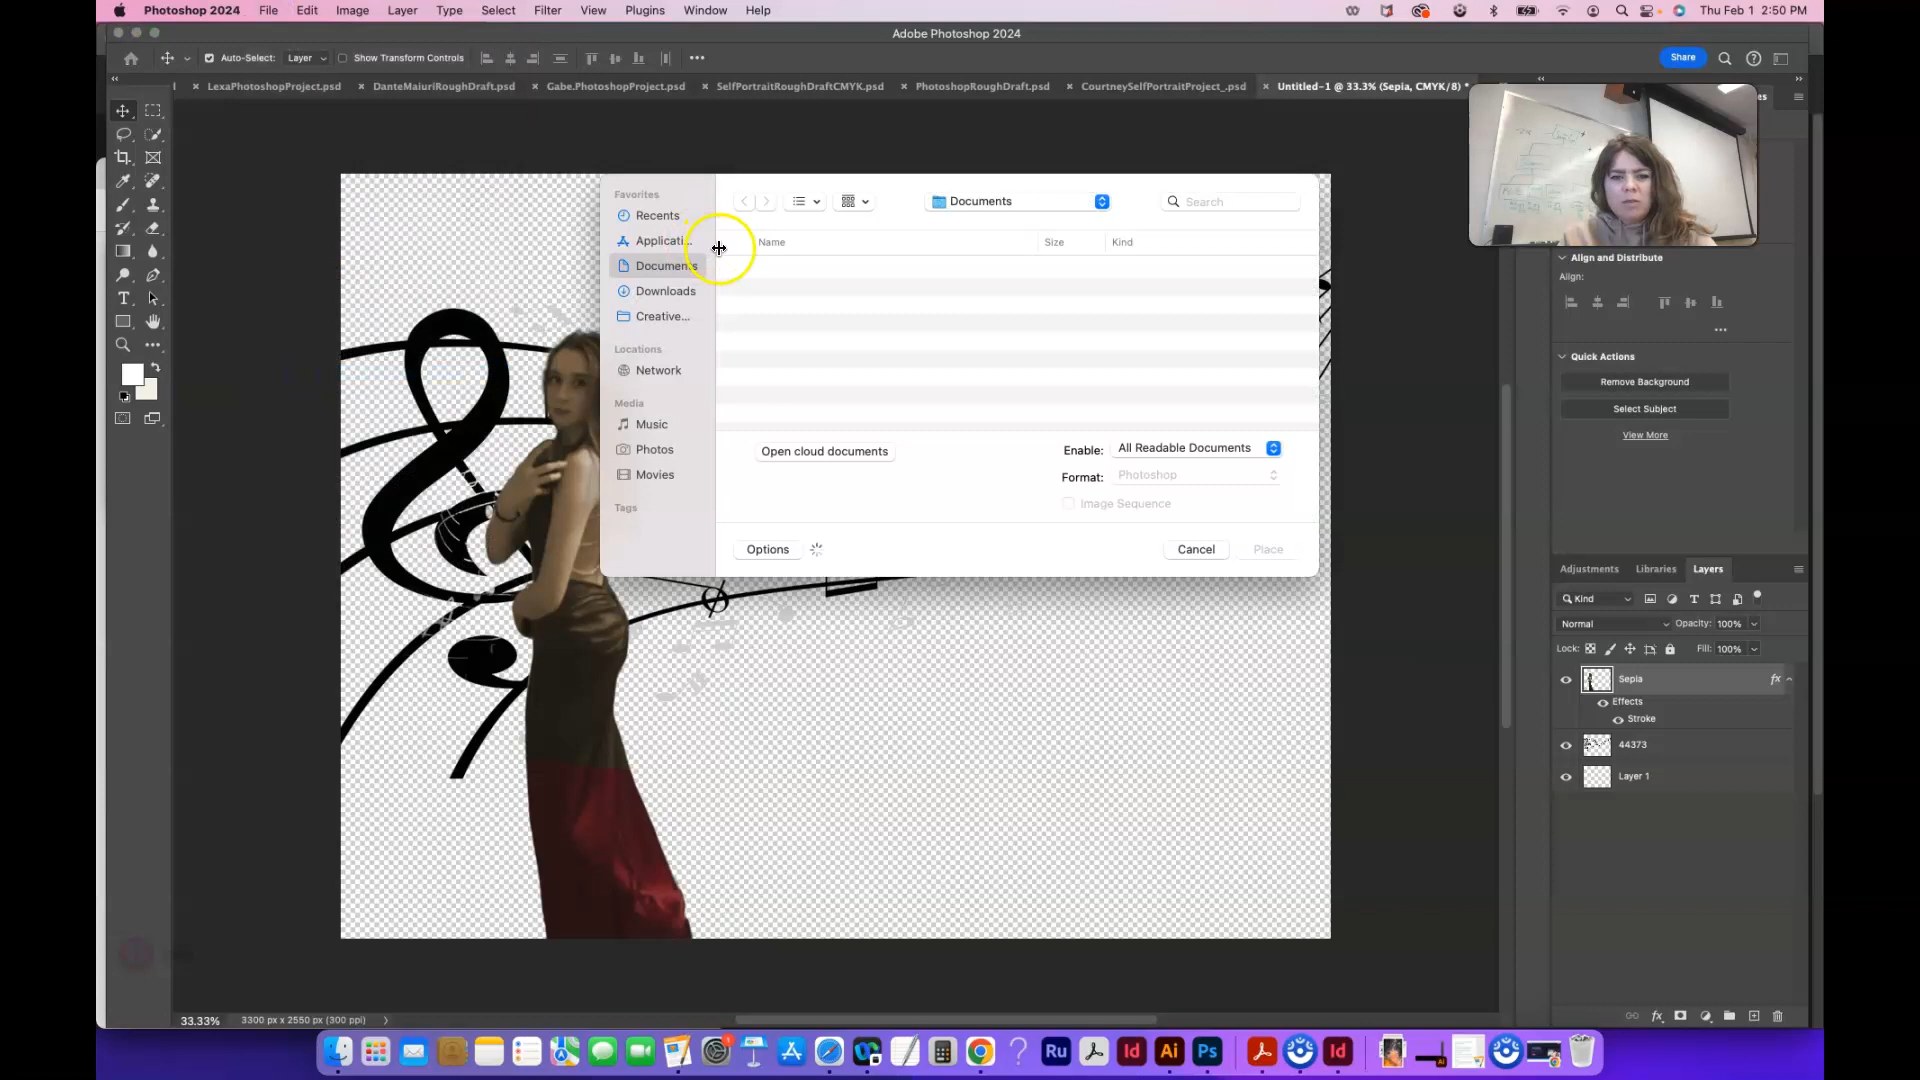 Photoshop 2024 File Edit Image Layer Type Select Filter View Plugins Window Help Thu Feb 1 2:50 PM
Adobe Photoshop 2024
Auto-Select: Layer Show Transform Controls Share
LexaPhotoshopProject.psd DanteMaiuriRoughDraft.psd Gabe.PhotoshopProject.psd SelfPortraitRoughDraftCMYK.psd PhotoshopRoughDraft.psd CourtneySelfPortraitProject_.psd Untitled-1 @ 33.3% (Sepia, CMYK/8) *
Favorites
Recents
Applicati...
Documents
Downloads
Creative...
Locations
Network
Media
Music
Photos
Movies
Tags
Documents
Search
Name Size Kind
Open cloud documents
Enable: All Readable Documents
Format: Photoshop
Image Sequence
Options Cancel Place
Align and Distribute
Align:
Quick Actions
Remove Background
Select Subject
View More
Adjustments Libraries Layers
Kind
Normal Opacity: 100%
Lock: Fill: 100%
Sepia fx
Effects
Stroke
44373
Layer 1
33.33% 3300 px x 2550 px (300 ppi)
Ru Id Ai Ps Id